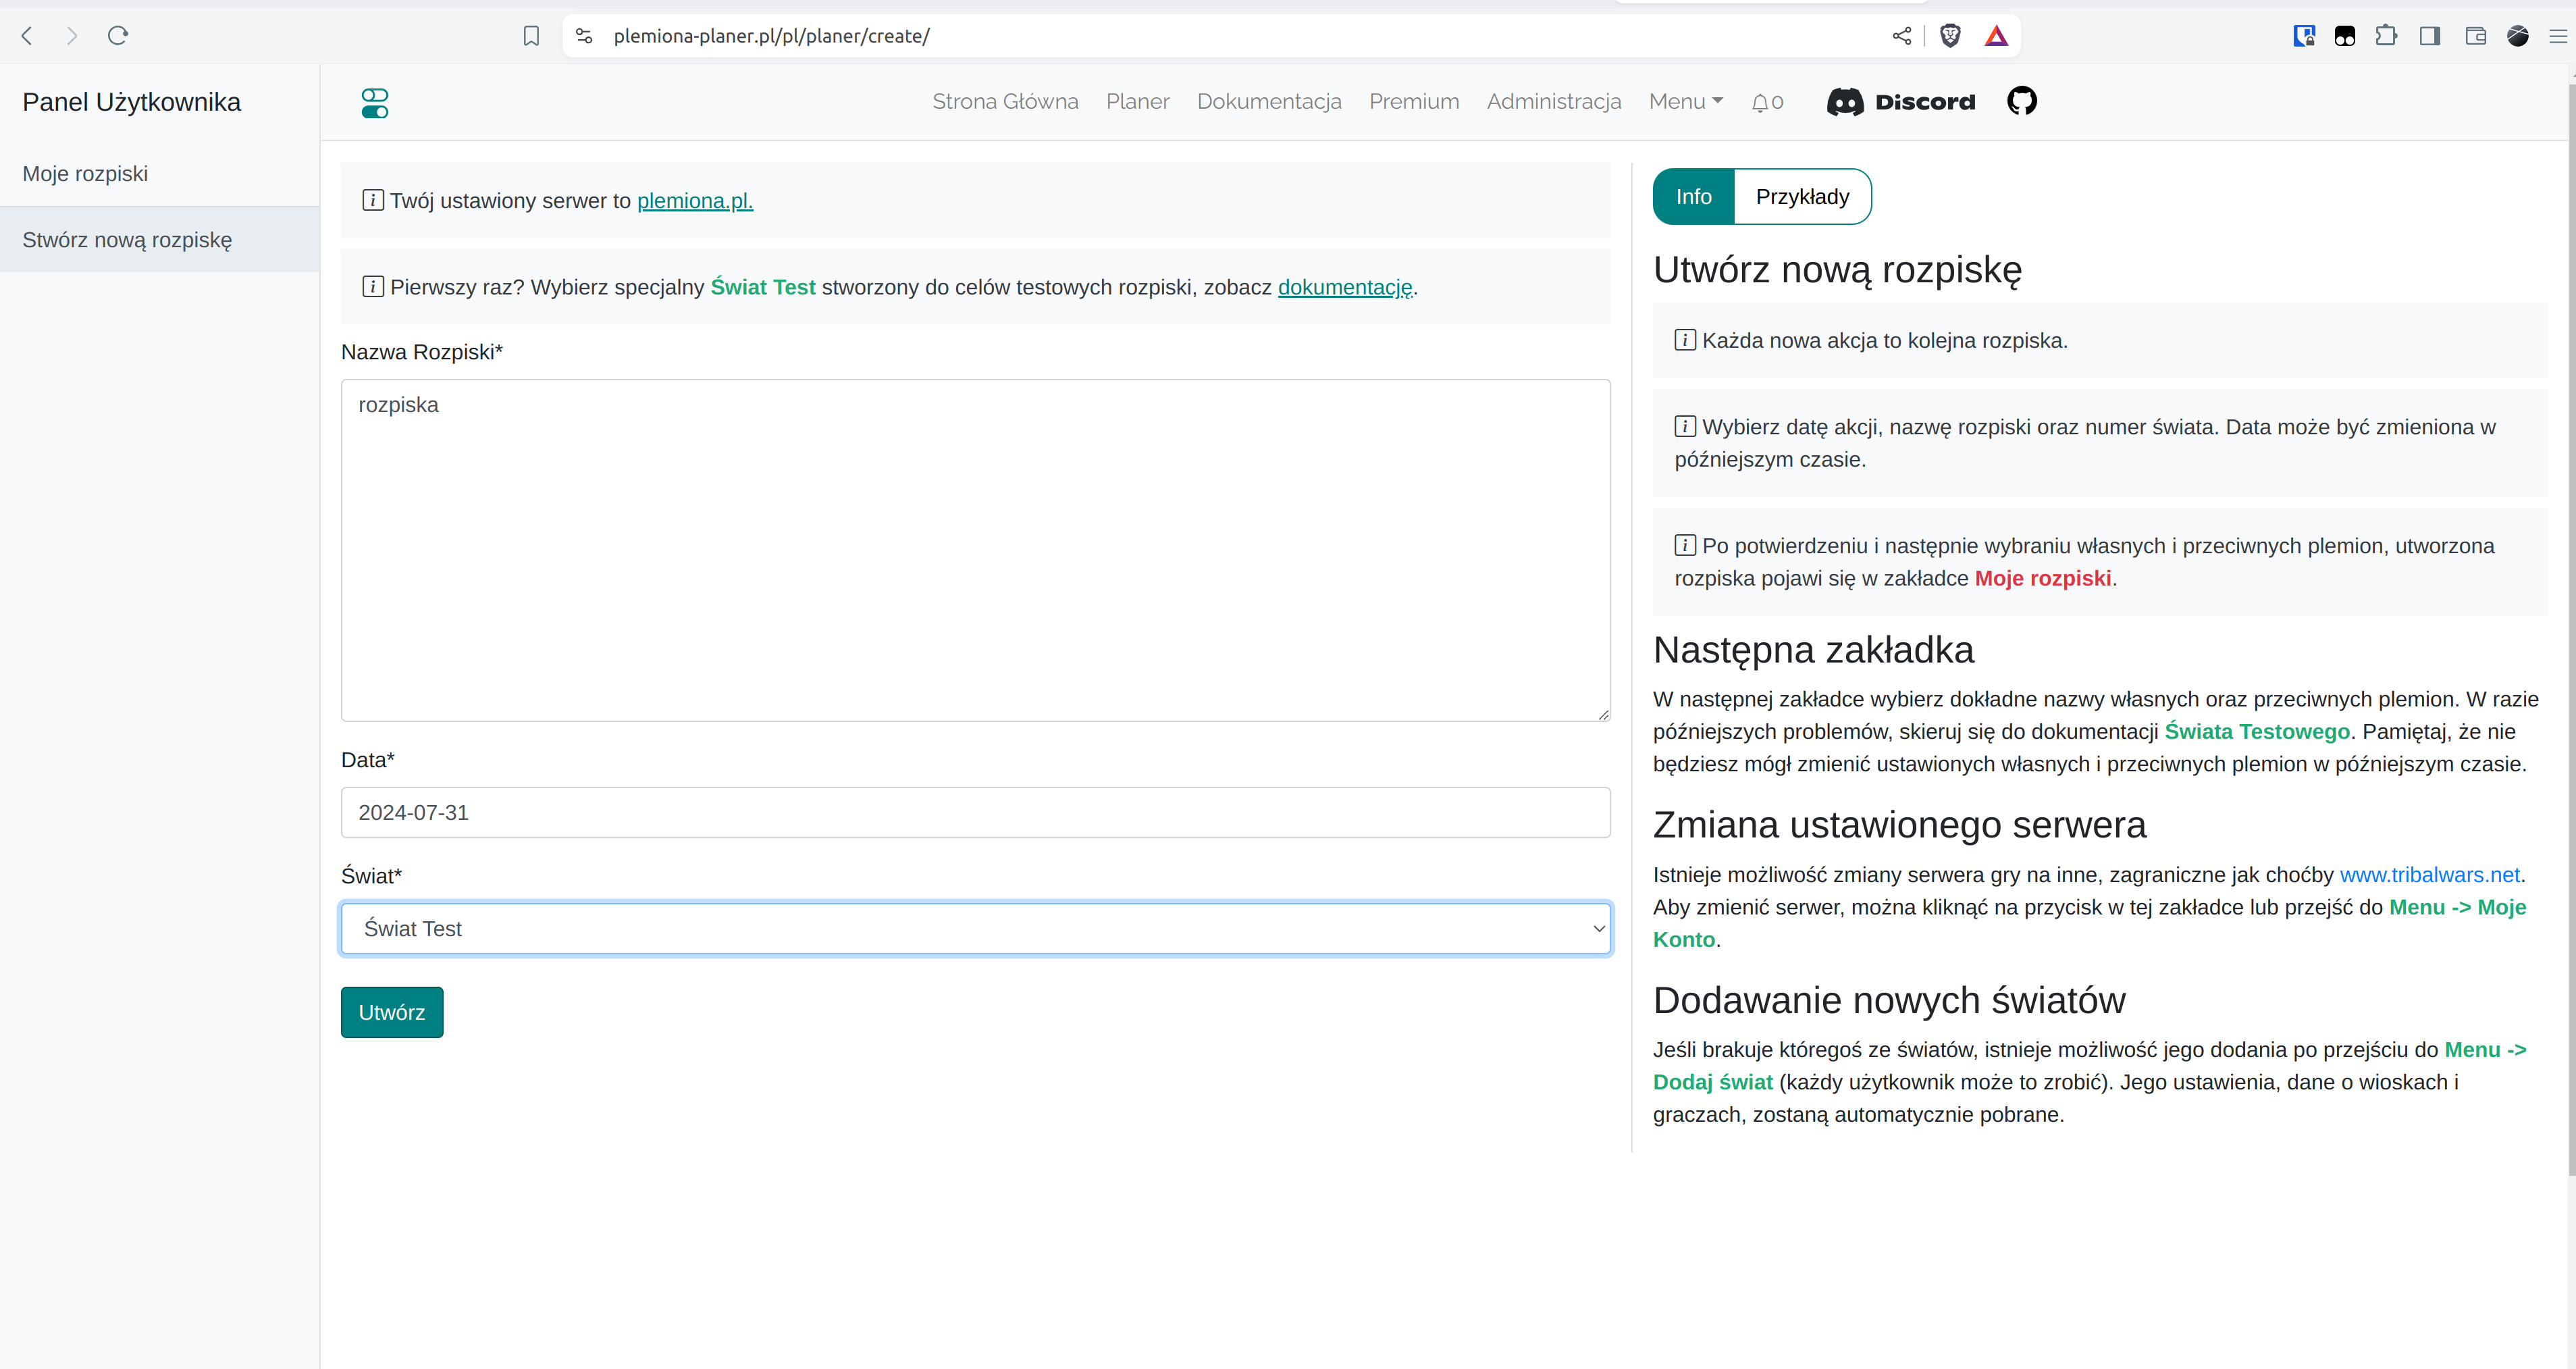 plemiona-planer.pl/pl/planer/create/
Panel Użytkownika
Moje rozpiski
Stwórz nową rozpiskę
Strona Główna Planer Dokumentacja Premium Administracja Menu 0 Discord
Twój ustawiony serwer to plemiona.pl.
Pierwszy raz? Wybierz specjalny Świat Test stworzony do celów testowych rozpiski, zobacz dokumentację.
Nazwa Rozpiski*
rozpiska
Data*
2024-07-31
Świat*
Świat Test
Utwórz
Info Przykłady
Utwórz nową rozpiskę
Każda nowa akcja to kolejna rozpiska.
Wybierz datę akcji, nazwę rozpiski oraz numer świata. Data może być zmieniona w
późniejszym czasie.
Po potwierdzeniu i następnie wybraniu własnych i przeciwnych plemion, utworzona
rozpiska pojawi się w zakładce Moje rozpiski.
Następna zakładka
W następnej zakładce wybierz dokładne nazwy własnych oraz przeciwnych plemion. W razie
późniejszych problemów, skieruj się do dokumentacji Świata Testowego. Pamiętaj, że nie
będziesz mógł zmienić ustawionych własnych i przeciwnych plemion w późniejszym czasie.
Zmiana ustawionego serwera
Istnieje możliwość zmiany serwera gry na inne, zagraniczne jak choćby www.tribalwars.net.
Aby zmienić serwer, można kliknąć na przycisk w tej zakładce lub przejść do Menu -> Moje
Konto.
Dodawanie nowych światów
Jeśli brakuje któregoś ze światów, istnieje możliwość jego dodania po przejściu do Menu ->
Dodaj świat (każdy użytkownik może to zrobić). Jego ustawienia, dane o wioskach i
graczach, zostaną automatycznie pobrane.